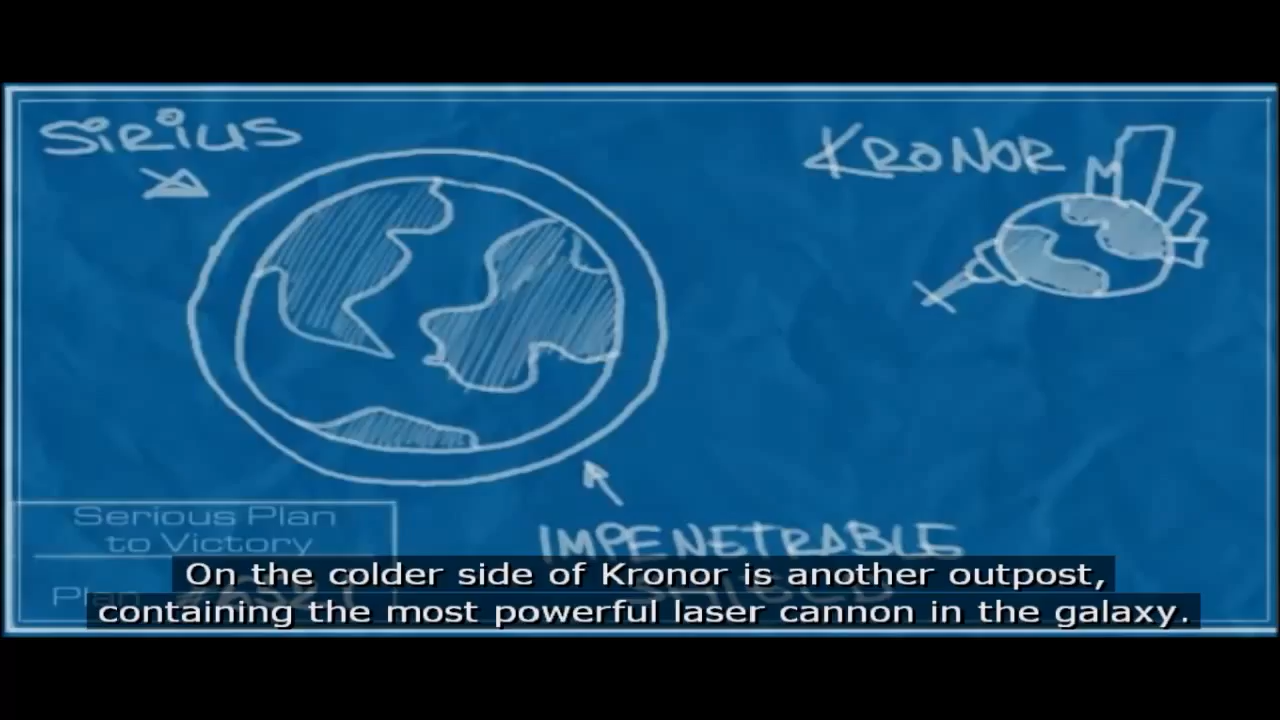 SiRiUS
KRONOR
IMPENETRABLE
Serious Plan
to Victory
Plan
On the colder side of Kronor is another outpost,
containing the most powerful laser cannon in the galaxy.